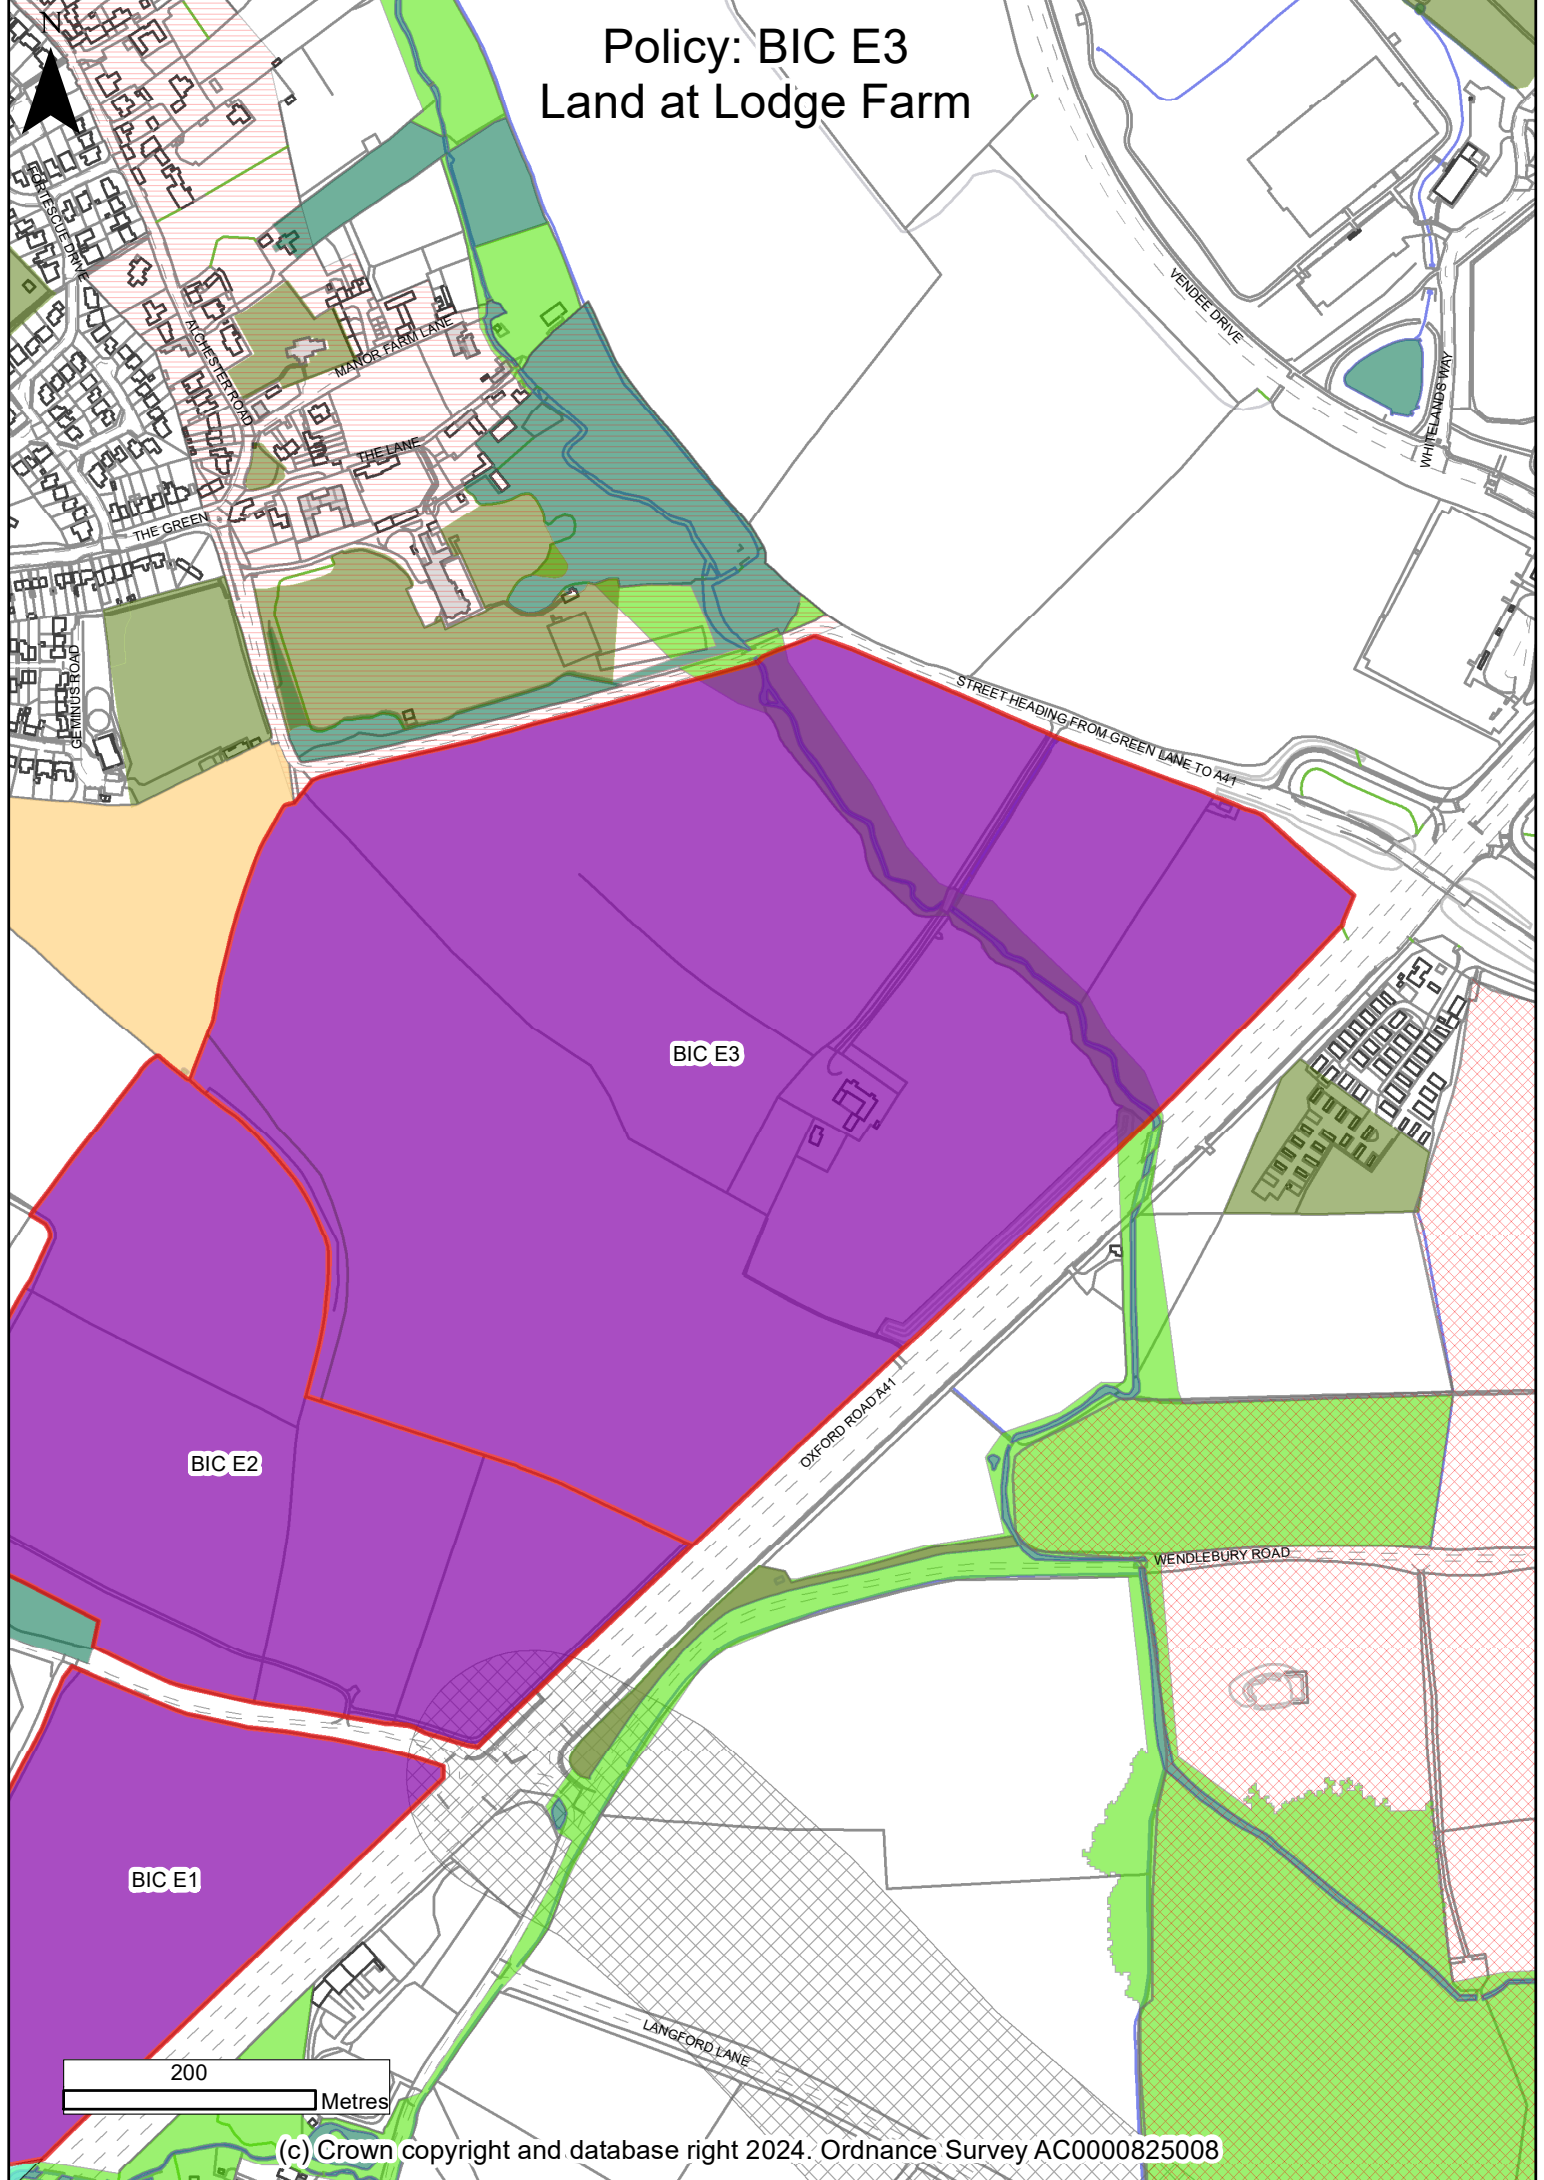 Policy: BIC E3
Land at Lodge Farm
N
FORTESCUE DRIVE
ALCHESTER ROAD
MANOR FARM LANE
THE LANE
THE GREEN
GEMINUS ROAD
VENDEE DRIVE
WHITELANDS WAY
STREET HEADING FROM GREEN LANE TO A41
BIC E3
OXFORD ROAD A41
BIC E2
WENDLEBURY ROAD
BIC E1
LANGFORD LANE
200
Metres
(c) Crown copyright and database right 2024. Ordnance Survey AC0000825008